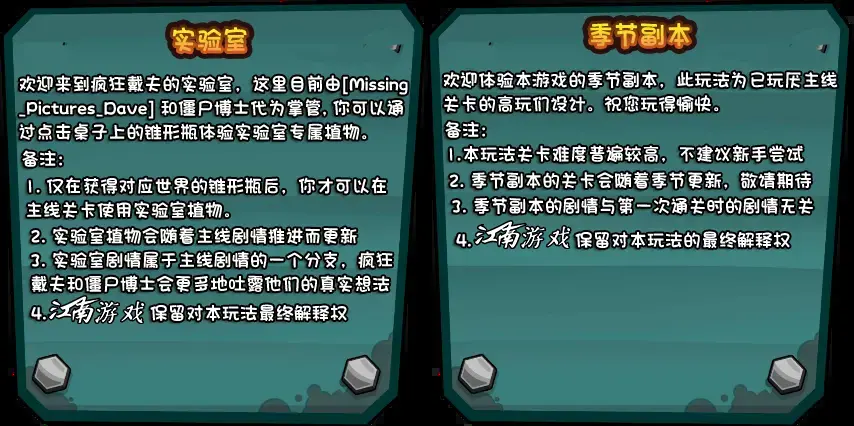 实验室
欢迎来到疯狂戴夫的实验室，这里目前由[Missing
_Pictures_Dave] 和僵尸博士代为掌管,你可以通
过点击桌子上的锥形瓶体验实验室专属植物。
备注:
1. 仅在获得对应世界的锥形瓶后，你才可以在
主线关卡使用实验室植物。
2. 实验室植物会随着主线剧情推进而更新
3. 实验室剧情属于主线剧情的一个分支，疯狂
戴夫和僵尸博士会更多地吐露他们的真实想法
4.江南游戏 保留对本玩法最终解释权
季节副本
欢迎体验本游戏的季节副本，此玩法为已玩厌主线
关卡的高玩们设计。祝您玩得愉快。
备注:
1.本玩法关卡难度普遍较高，不建议新手尝试
2. 季节副本的关卡会随着季节更新，敬请期待
3. 季节副本的剧情与第一次通关时的剧情无关
4.江南游戏 保留对本玩法的最终解释权